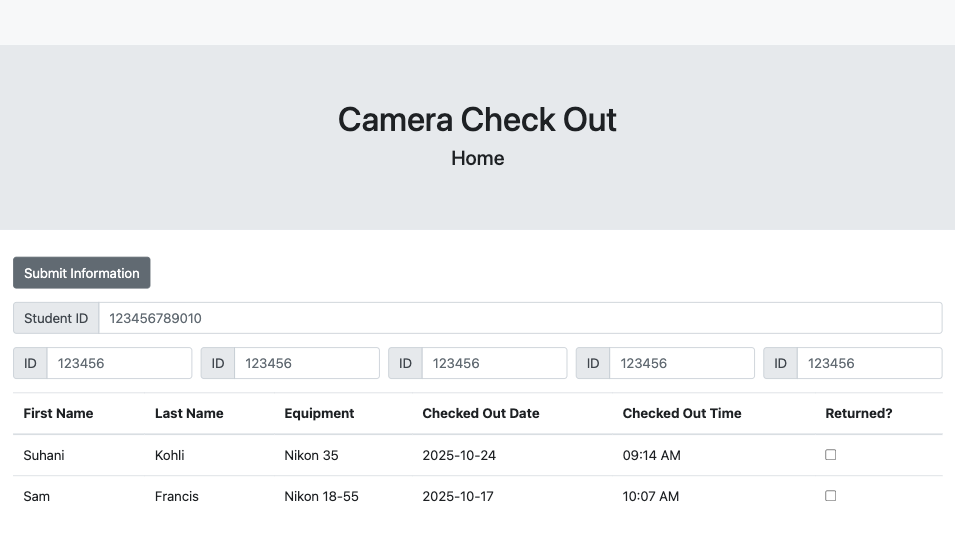 Camera Check Out
Home
Submit Information
Student ID 123456789010
ID 123456 ID 123456 ID 123456 ID 123456 ID 123456
First Name Last Name Equipment Checked Out Date Checked Out Time Returned?
Suhani Kohli Nikon 35 2025-10-24 09:14 AM
Sam Francis Nikon 18-55 2025-10-17 10:07 AM